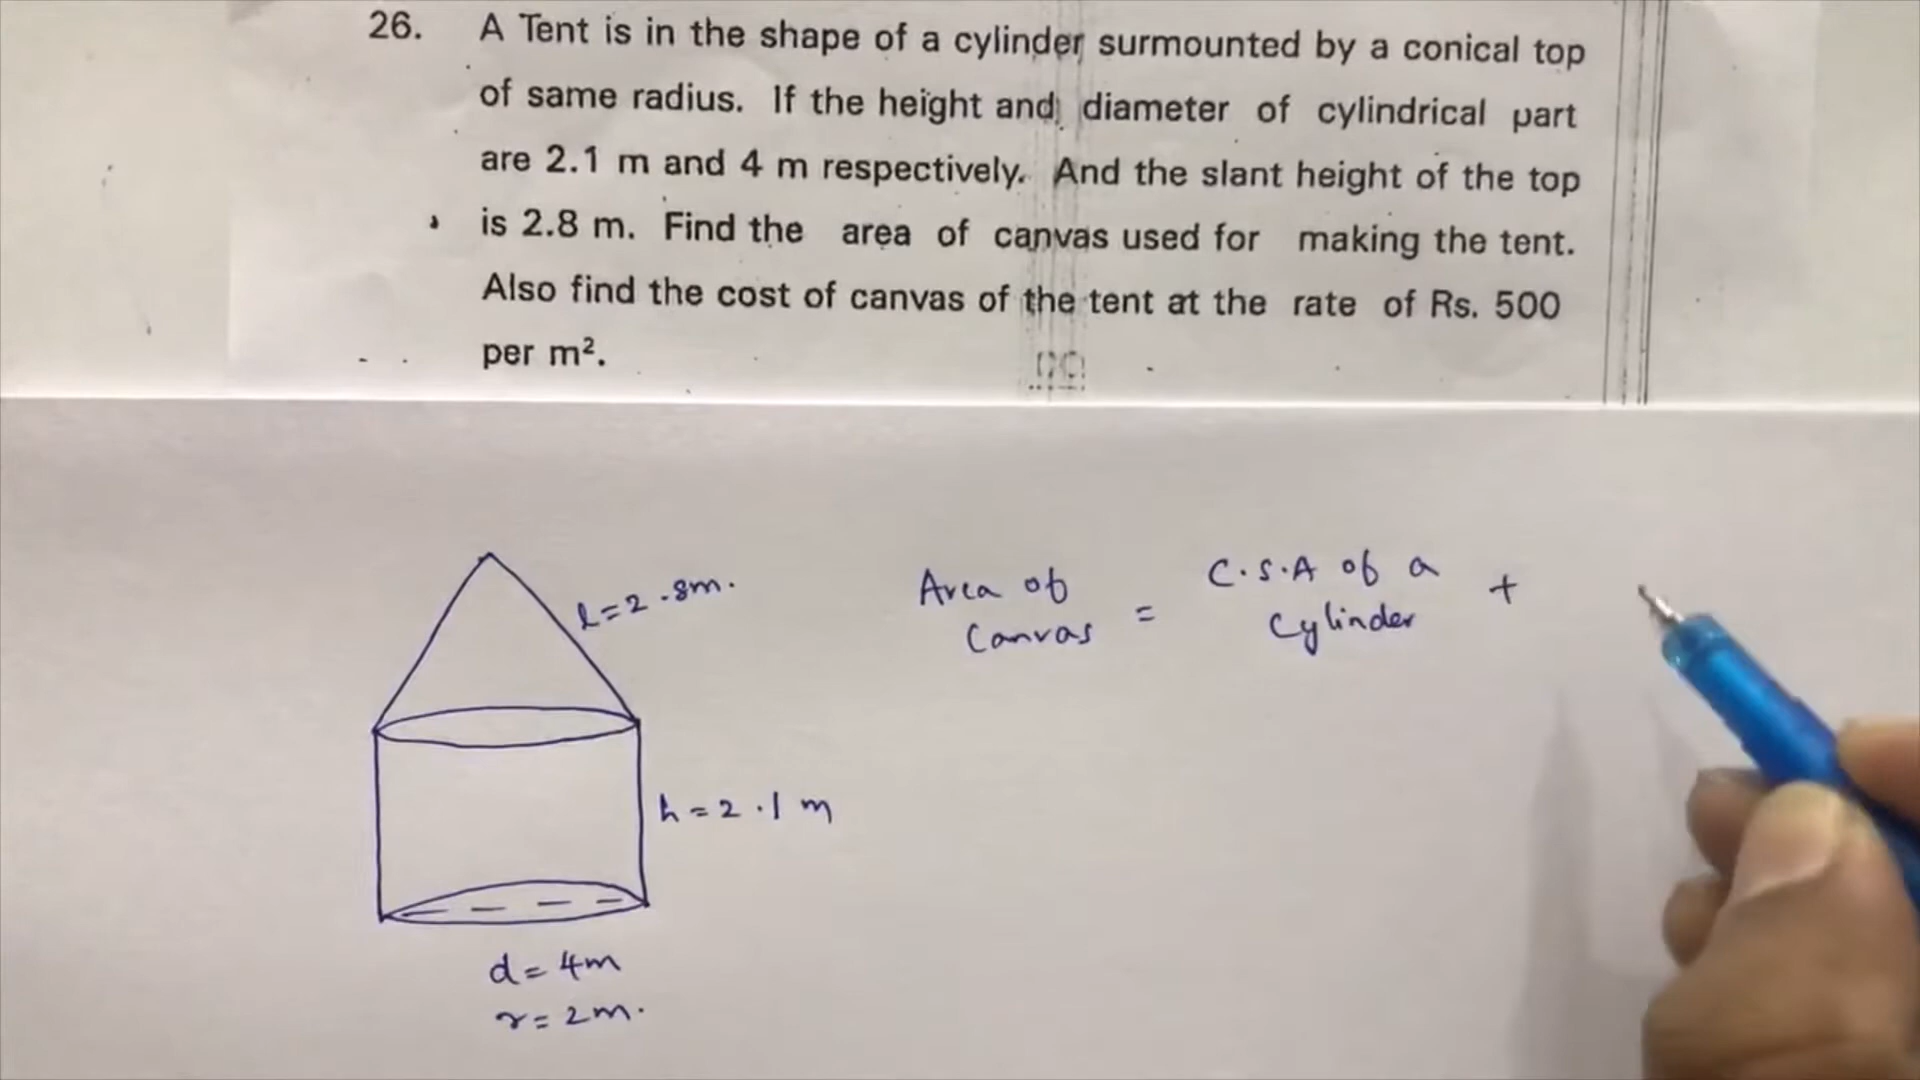 26. A Tent is in the shape of a cylinder surmounted by a conical top
of same radius. If the height and diameter of cylindrical part
are 2.1 m and 4 m respectively. And the slant height of the top
is 2.8 m. Find the area of canvas used for making the tent.
Also find the cost of canvas of the tent at the rate of Rs. 500
per m².
l=2.8m.
Area of
Canvas
=
C.S.A of a
Cylinder
+
h=2.1 m
d=4m
r=2m.